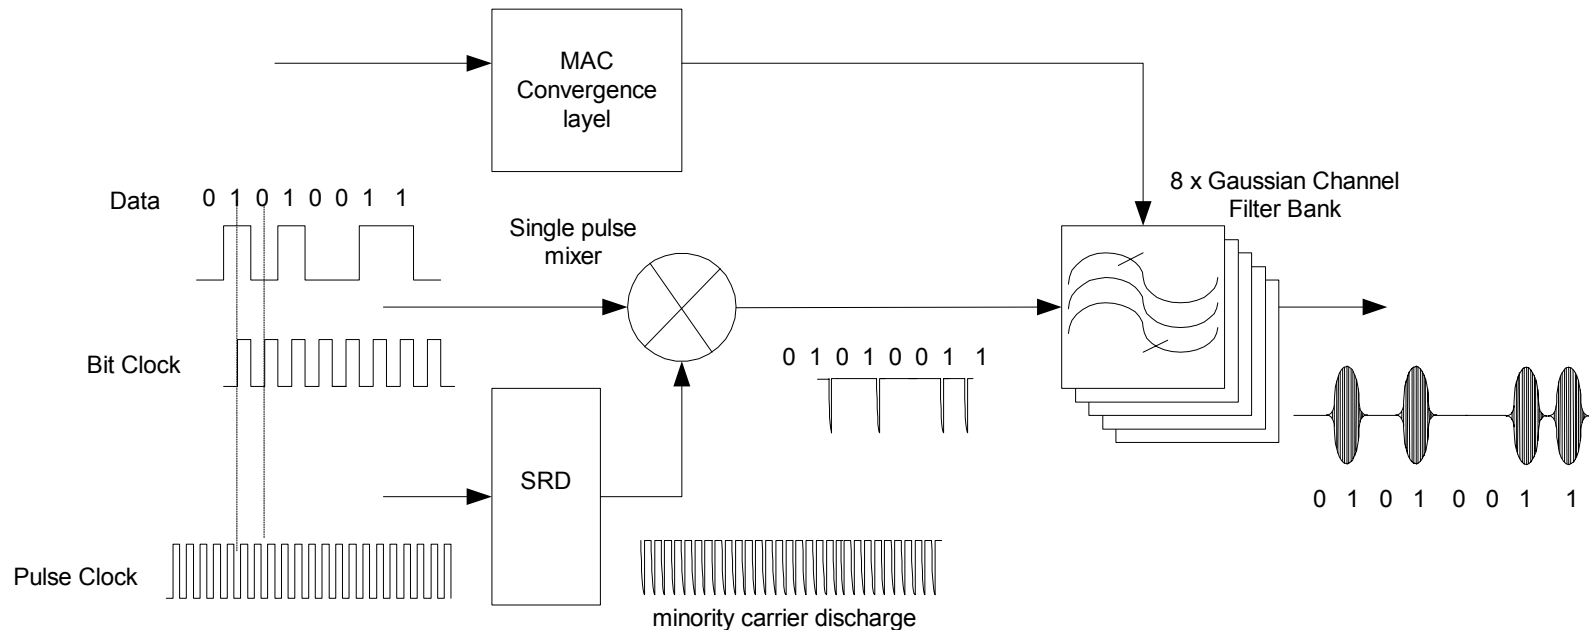 MAC
Convergence
layel
8 x Gaussian Channel
Filter Bank
Data
0 1 0 1 0 0 1 1
Single pulse
mixer
Bit Clock
0 1 0 1 0 0 1 1
SRD
0 1 0 1 0 0 1 1
Pulse Clock
minority carrier discharge